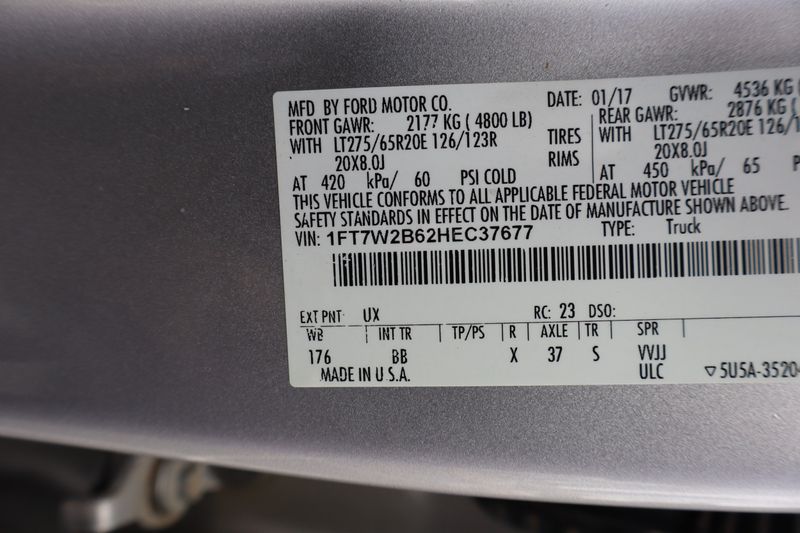 MFD BY FORD MOTOR CO. DATE: 01/17 GVWR: 4536 KG (
FRONT GAWR: 2177 KG ( 4800 LB) REAR GAWR: 2876 KG (
WITH LT275/65R20E 126/123R TIRES WITH LT275/65R20E 126/1
20X8.0J RIMS 20X8.0J
AT 420 kPa/ 60 PSI COLD AT 450 kPa/ 65 P
THIS VEHICLE CONFORMS TO ALL APPLICABLE FEDERAL MOTOR VEHICLE
SAFETY STANDARDS IN EFFECT ON THE DATE OF MANUFACTURE SHOWN ABOVE.
VIN: 1FT7W2B62HEC37677 TYPE: Truck
EXT PNT: UX RC: 23 DSO:
WB | INT TR | TP/PS | R | AXLE | TR | SPR
176 BB X 37 S VVJJ
MADE IN U.S.A. ULC ▽5U5A-3520